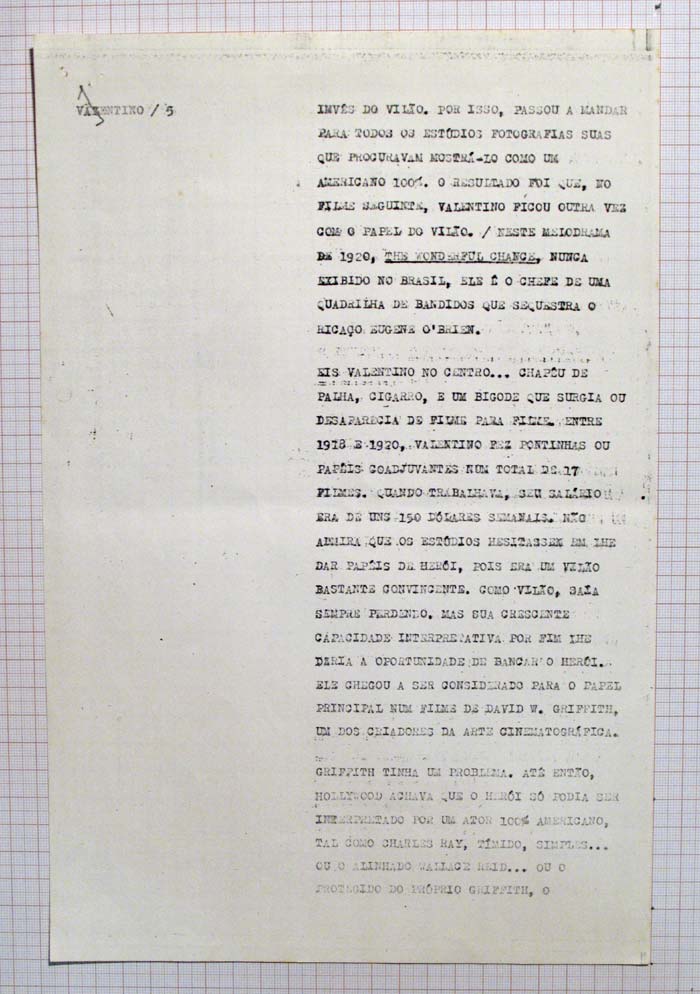 VALENTINO / 5
INVÉS DO VILÃO. POR ISSO, PASSOU A MANDAR
PARA TODOS OS ESTÚDIOS FOTOGRAFIAS SUAS
QUE PROCURAVAM MOSTRÁ-LO COMO UM
AMERICANO 100%. O RESULTADO FOI QUE, NO
FILME SEGUINTE, VALENTINO FICOU OUTRA VEZ
COM O PAPEL DO VILÃO. / NESTE MELODRAMA
DE 1920, THE WONDERFUL CHANCE, NUNCA
EXIBIDO NO BRASIL, ELE É O CHEFE DE UMA
QUADRILHA DE BANDIDOS QUE SEQUESTRA O
RICAÇO EUGENE O'BRIEN.
EIS VALENTINO NO CENTRO... CHAPÉU DE
PALHA, CIGARRO, E UM BIGODE QUE SURGIA OU
DESAPARECIA DE FILME PARA FILME. ENTRE
1918 E 1920, VALENTINO FEZ PONTINHAS OU
PAPÉIS COADJUVANTES NUM TOTAL DE 17
FILMES. QUANDO TRABALHAVA, SEU SALÁRIO
ERA DE UNS 150 DÓLARES SEMANAIS. NÃO
ADMIRA QUE OS ESTÚDIOS HESITASSEM EM LHE
DAR PAPÉIS DE HERÓI, POIS ERA UM VILÃO
BASTANTE CONVINCENTE. COMO VILÃO, SAÍA
SEMPRE PERDENDO. MAS SUA CRESCENTE
CAPACIDADE INTERPRETATIVA POR FIM LHE
DARIA A OPORTUNIDADE DE BANCAR O HERÓI.
ELE CHEGOU A SER CONSIDERADO PARA O PAPEL
PRINCIPAL NUM FILME DE DAVID W. GRIFFITH,
UM DOS CRIADORES DA ARTE CINEMATOGRÁFICA.
GRIFFITH TINHA UM PROBLEMA. ATÉ ENTÃO,
HOLLYWOOD ACHAVA QUE O HERÓI SÓ PODIA SER
INTERPRETADO POR UM ATOR 100% AMERICANO,
TAL COMO CHARLES RAY, TÍMIDO, SIMPLES...
OU O ALINHADO WALLACE REID... OU O
PROTEGIDO DO PRÓPRIO GRIFFITH, O